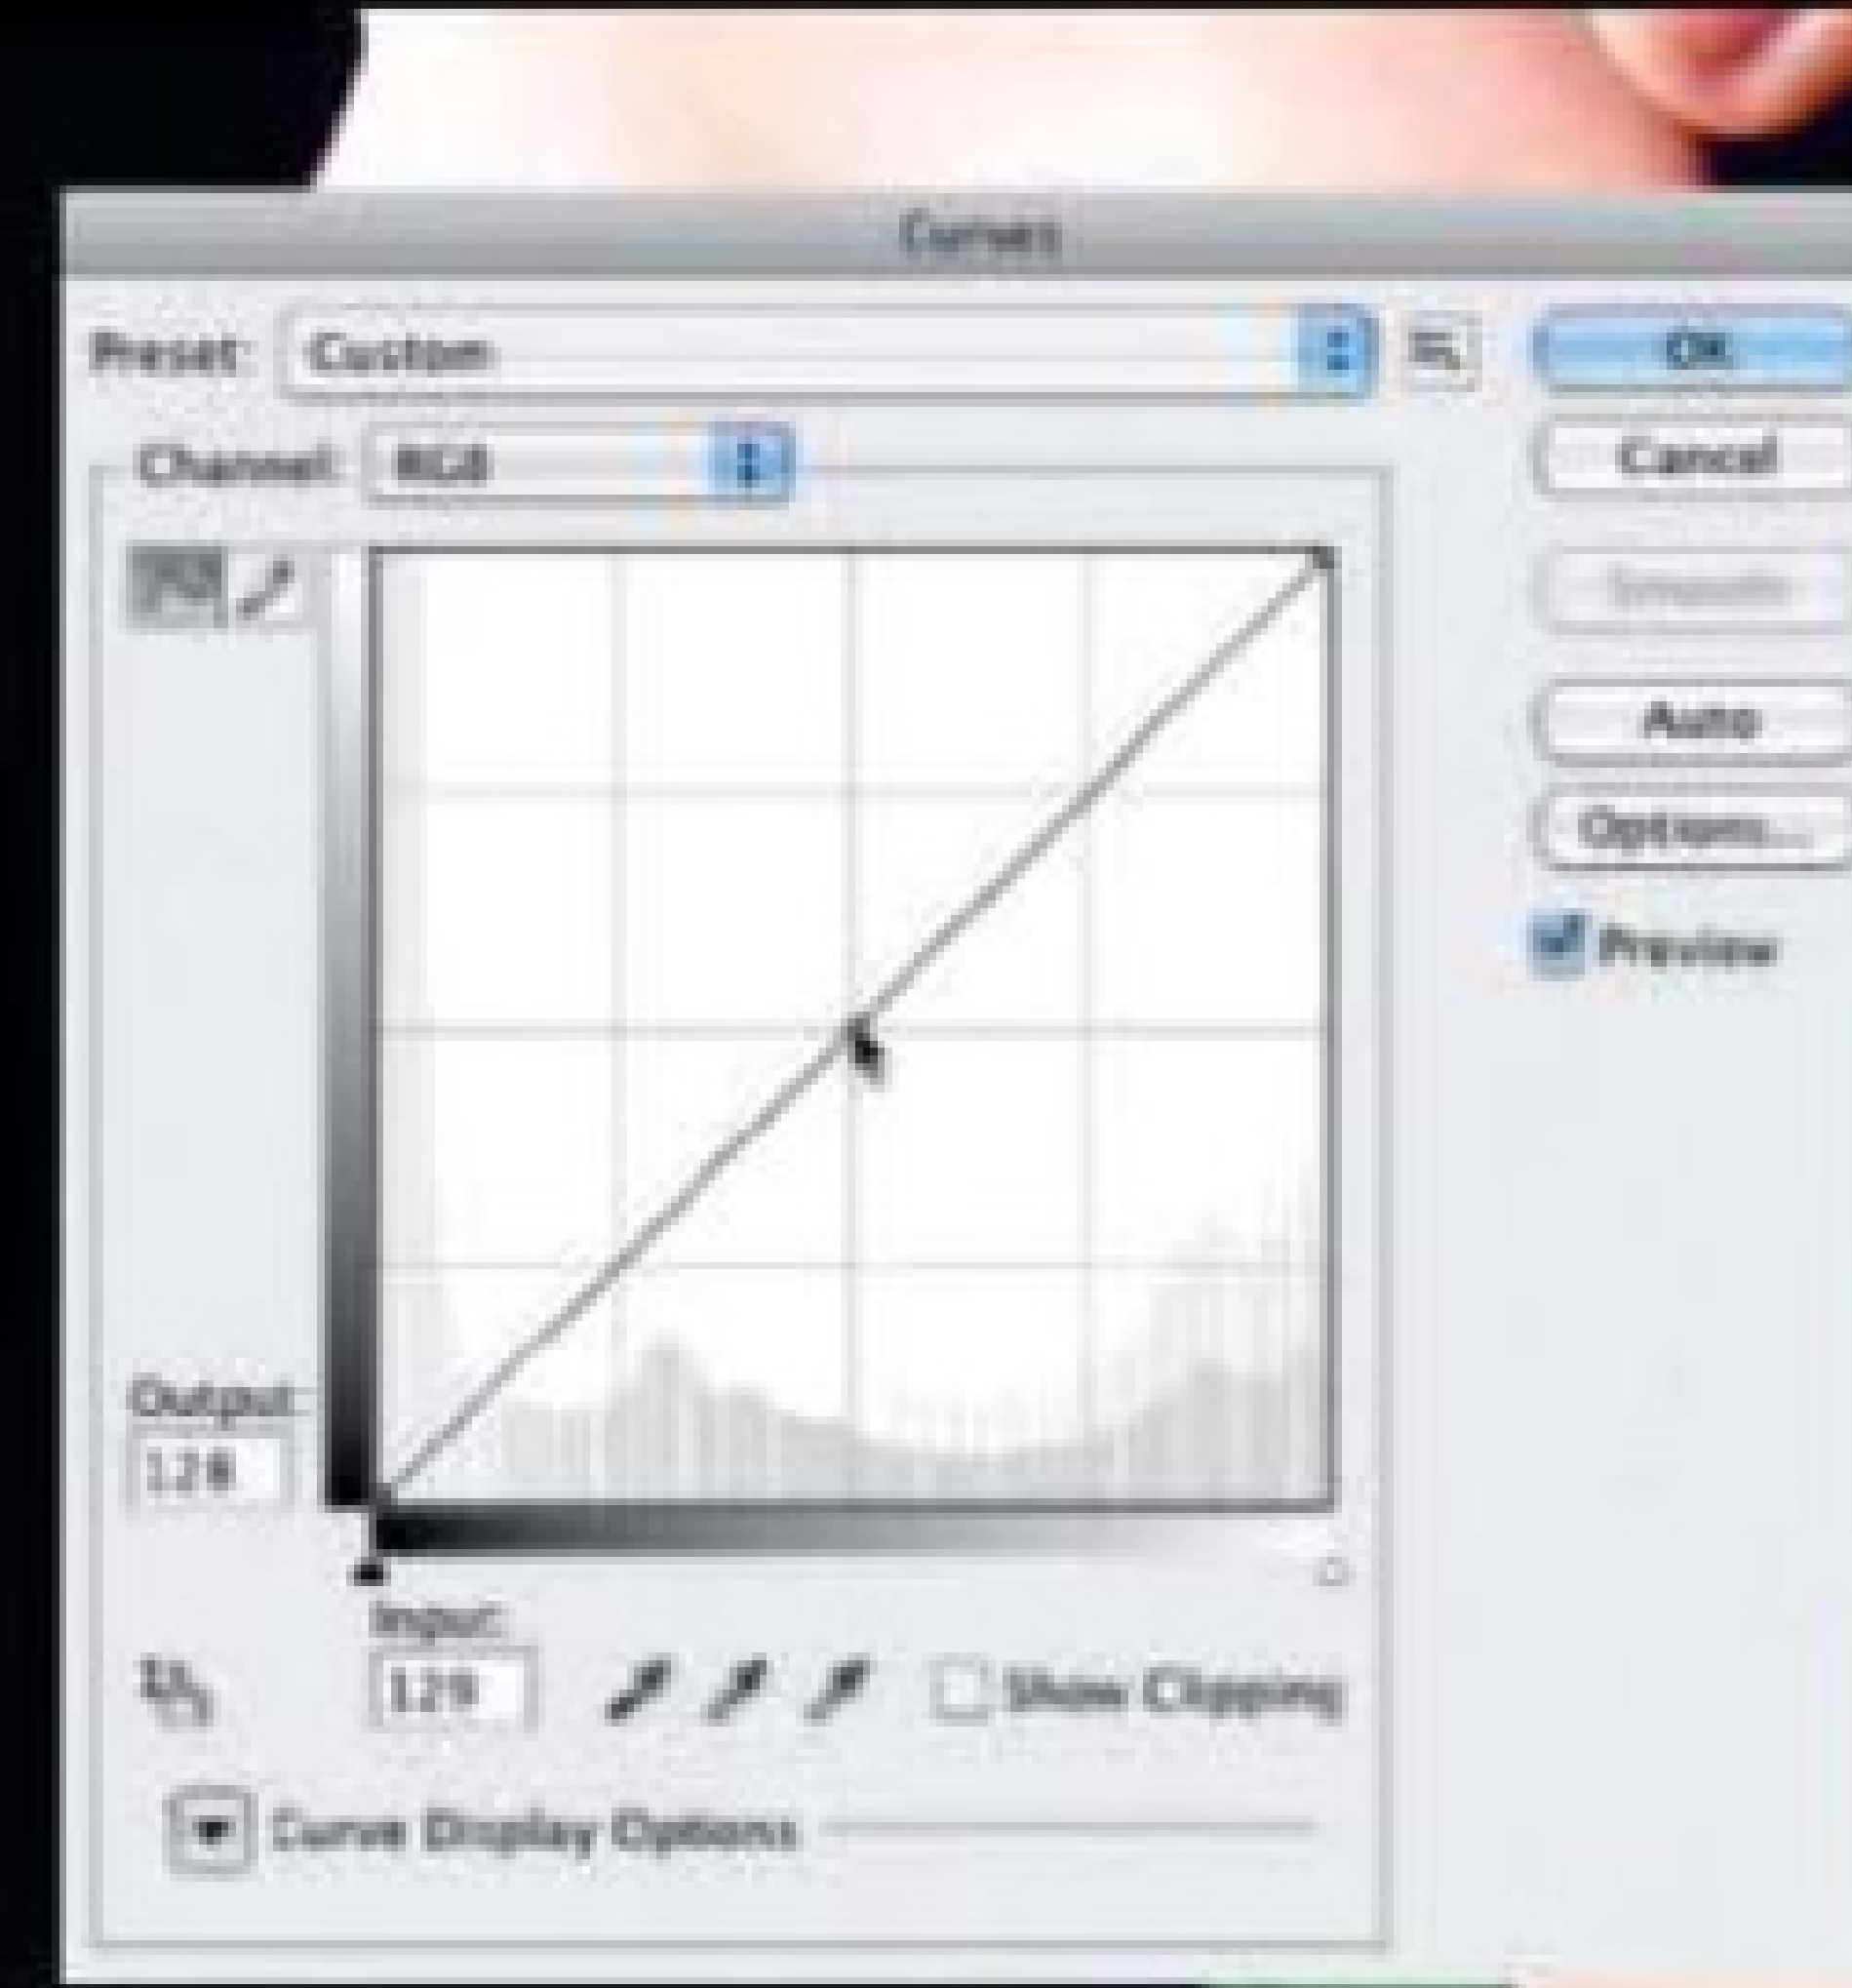 Curves
Preset: Custom
OK
Channel: RGB
Cancel
Smooth
Auto
Options...
Preview
Output:
128
Input:
129
Show Clipping
Curve Display Options